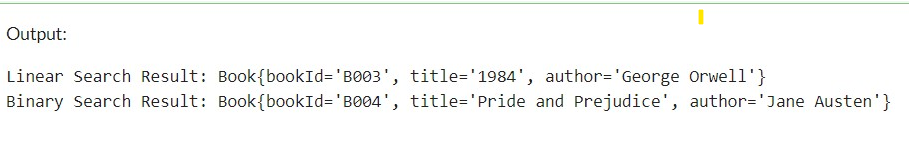 Output:
Linear Search Result: Book{bookId='B003', title='1984', author='George Orwell'}
Binary Search Result: Book{bookId='B004', title='Pride and Prejudice', author='Jane Austen'}